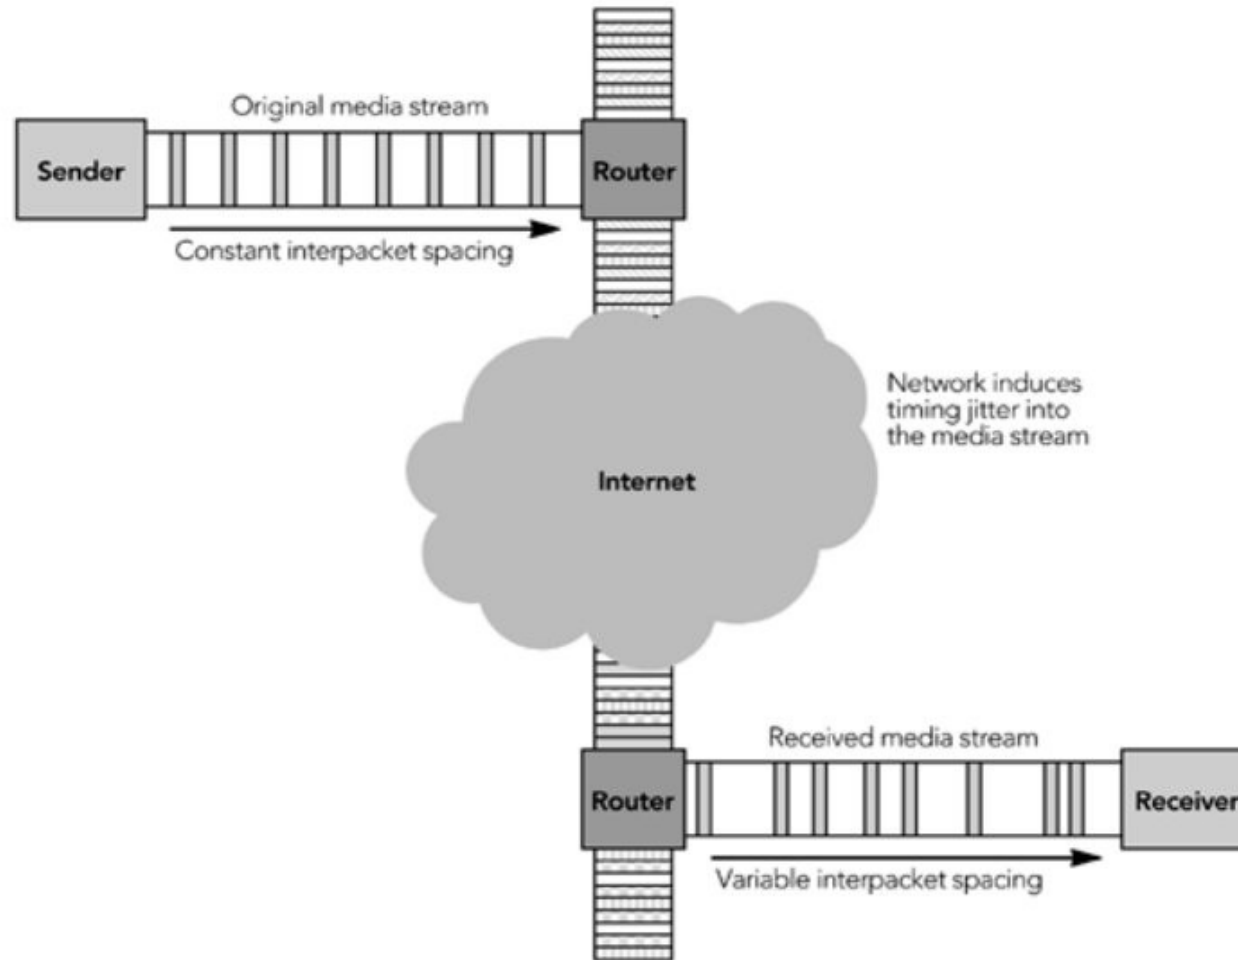 Original media stream
Sender
Router
Constant interpacket spacing
Network induces
timing jitter into
the media stream
Internet
Received media stream
Router
Receiver
Variable interpacket spacing